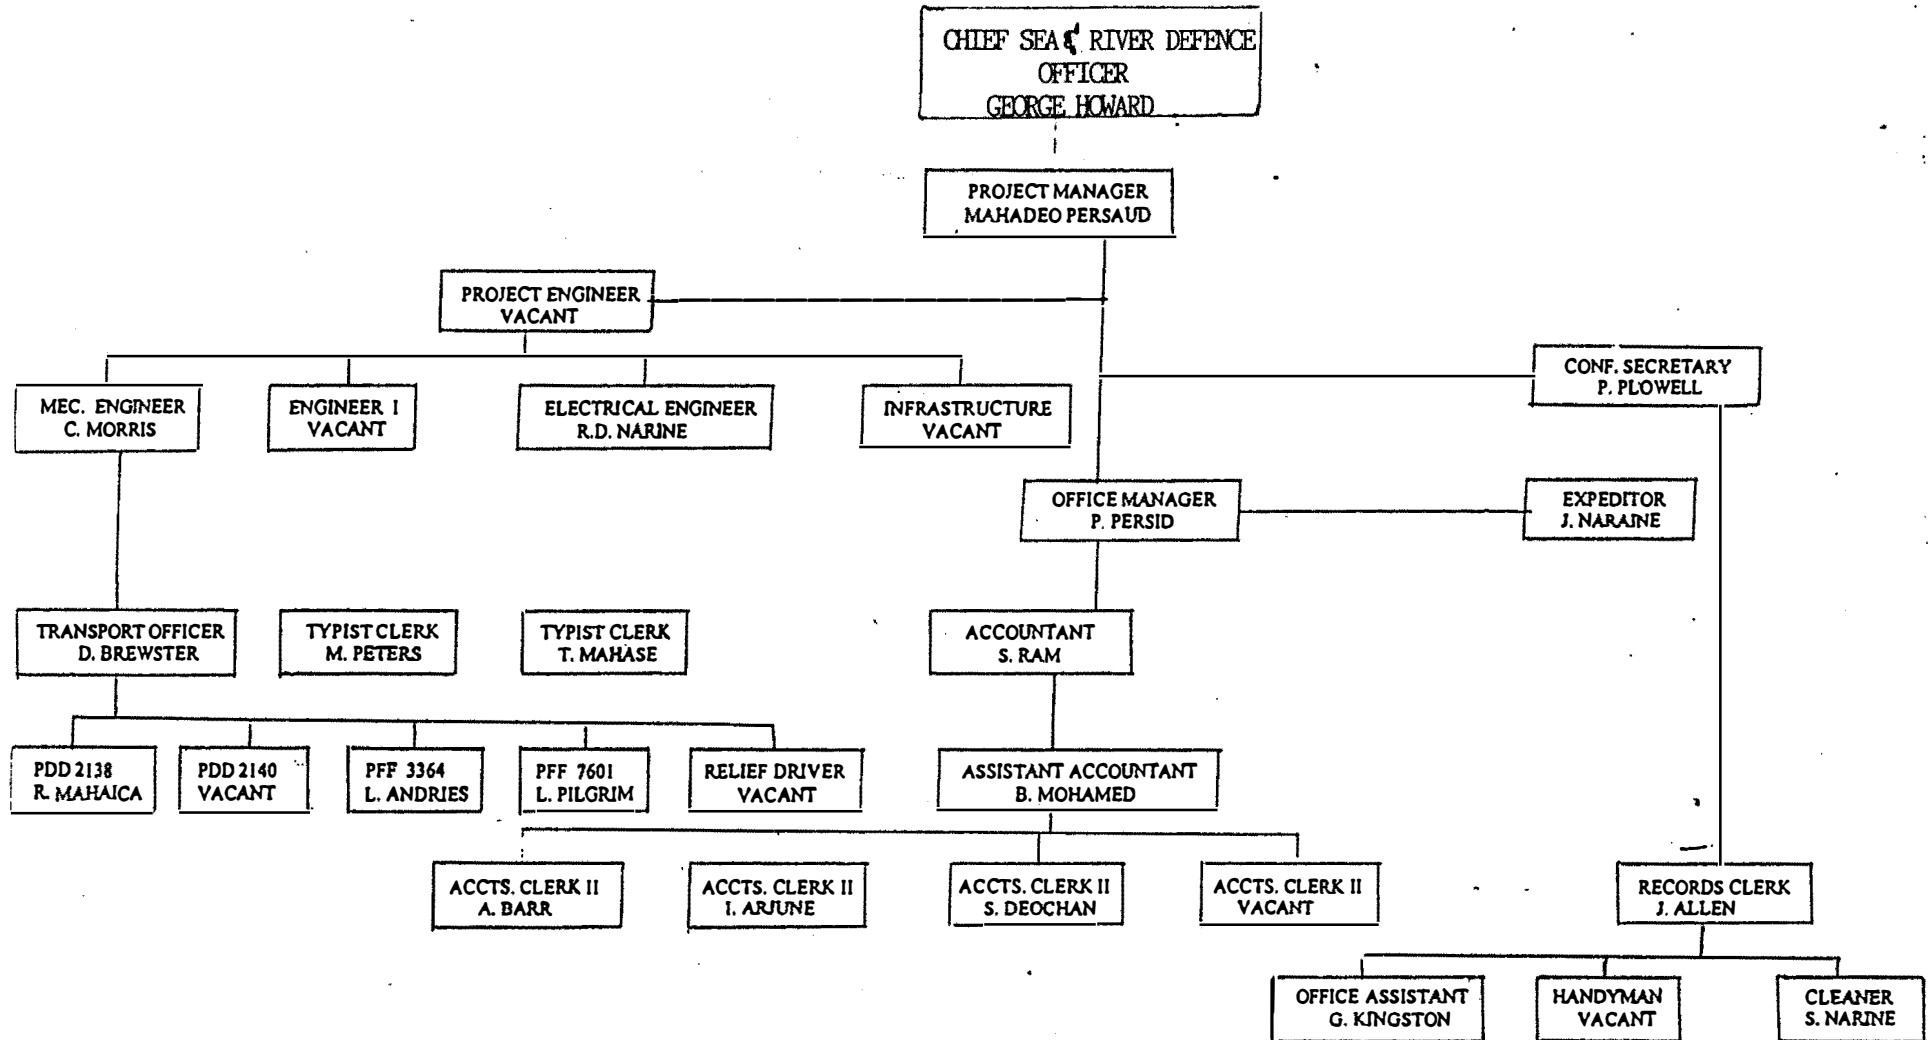 CHIEF SEA & RIVER DEFENCE
OFFICER
GEORGE HOWARD
PROJECT MANAGER
MAHADEO PERSAUD
PROJECT ENGINEER
VACANT
CONF. SECRETARY
P. PLOWELL
MEC. ENGINEER
C. MORRIS
ENGINEER I
VACANT
ELECTRICAL ENGINEER
R.D. NARINE
INFRASTRUCTURE
VACANT
OFFICE MANAGER
P. PERSID
EXPEDITOR
J. NARAINE
TRANSPORT OFFICER
D. BREWSTER
TYPIST CLERK
M. PETERS
TYPIST CLERK
T. MAHASE
ACCOUNTANT
S. RAM
PDD 2138
R. MAHAICA
PDD 2140
VACANT
PFF 3364
L. ANDRIES
PFF 7601
L. PILGRIM
RELIEF DRIVER
VACANT
ASSISTANT ACCOUNTANT
B. MOHAMED
ACCTS. CLERK II
A. BARR
ACCTS. CLERK II
I. ARJUNE
ACCTS. CLERK II
S. DEOCHAN
ACCTS. CLERK II
VACANT
RECORDS CLERK
J. ALLEN
OFFICE ASSISTANT
G. KINGSTON
HANDYMAN
VACANT
CLEANER
S. NARINE